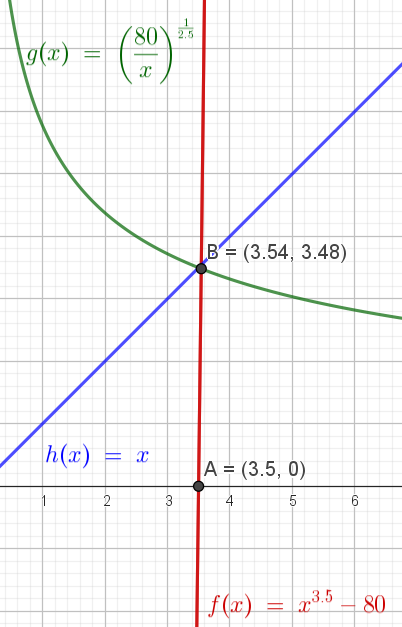 g(x) = (80/x)^(1/2.5)
B = (3.54, 3.48)
h(x) = x
A = (3.5, 0)
1 2 3 4 5 6
f(x) = x^3.5 − 80